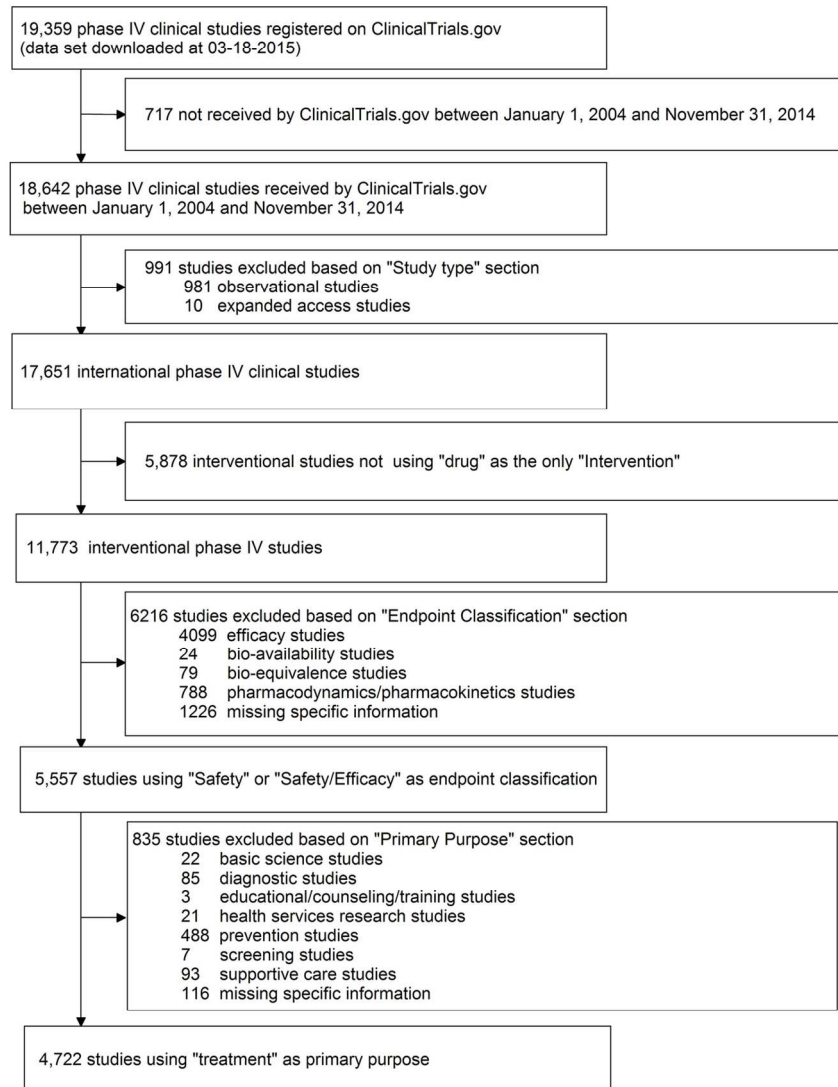 19,359 phase IV clinical studies registered on ClinicalTrials.gov
(data set downloaded at 03-18-2015)
717 not received by ClinicalTrials.gov between January 1, 2004 and November 31, 2014
18,642 phase IV clinical studies received by ClinicalTrials.gov
between January 1, 2004 and November 31, 2014
991 studies excluded based on "Study type" section
981 observational studies
10 expanded access studies
17,651 international phase IV clinical studies
5,878 interventional studies not using "drug" as the only "Intervention"
11,773 interventional phase IV studies
6216 studies excluded based on "Endpoint Classification" section
4099 efficacy studies
24 bio-availability studies
79 bio-equivalence studies
788 pharmacodynamics/pharmacokinetics studies
1226 missing specific information
5,557 studies using "Safety" or "Safety/Efficacy" as endpoint classification
835 studies excluded based on "Primary Purpose" section
22 basic science studies
85 diagnostic studies
3 educational/counseling/training studies
21 health services research studies
488 prevention studies
7 screening studies
93 supportive care studies
116 missing specific information
4,722 studies using "treatment" as primary purpose